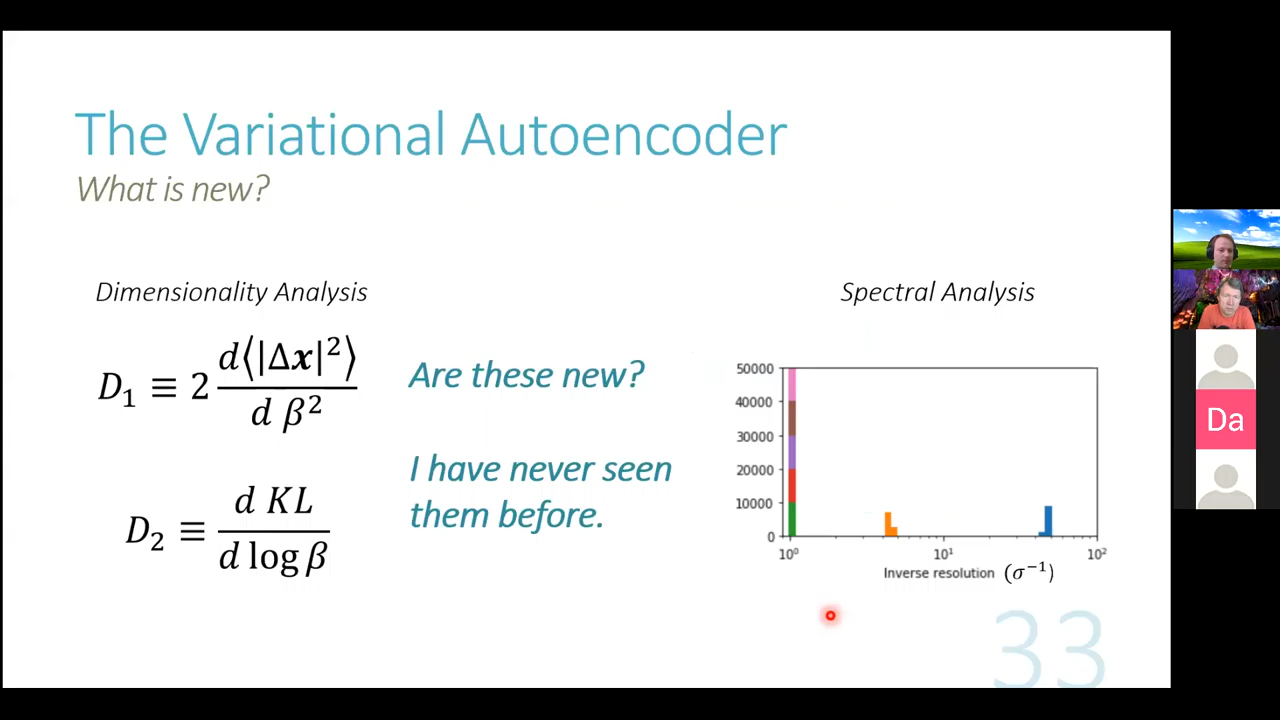 The Variational Autoencoder
What is new?
Dimensionality Analysis
D₁ ≡ 2 d⟨|Δx|²⟩ / d β²
D₂ ≡ d KL / d log β
Are these new?
I have never seen
them before.
Spectral Analysis
50000
40000
30000
20000
10000
0
10⁰ 10¹ 10²
Inverse resolution (σ⁻¹)
33
Da